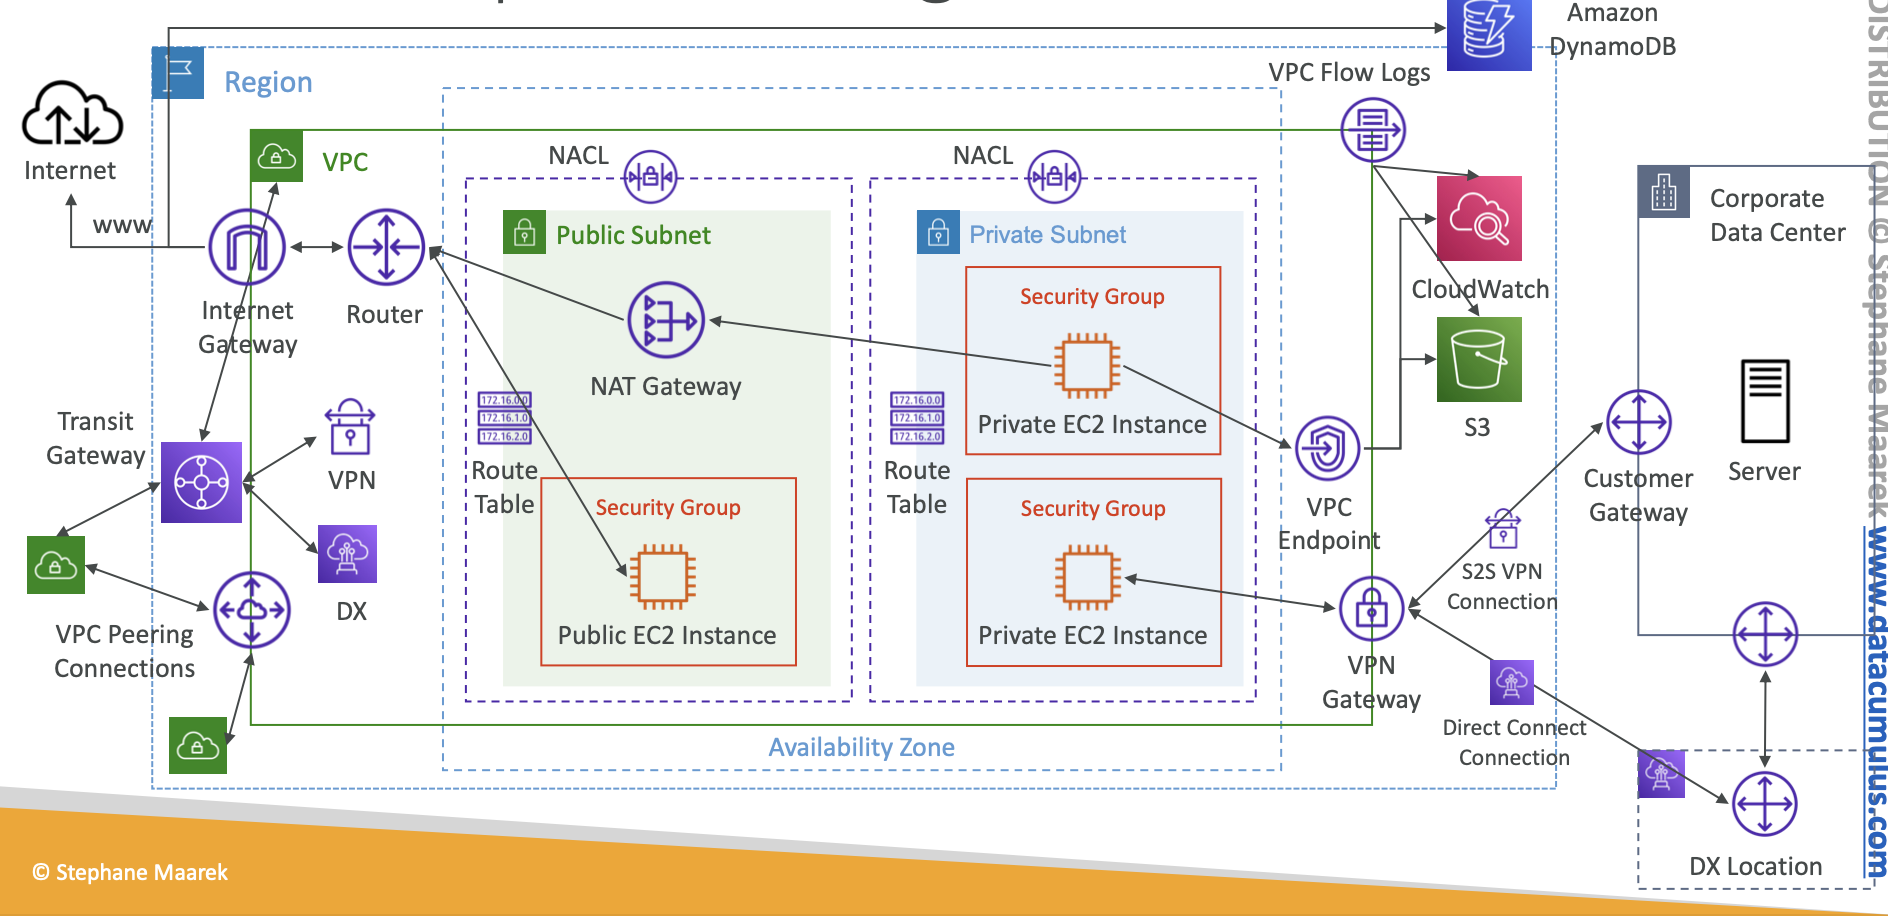 Amazon
DynamoDB
VPC Flow Logs
Region
Internet
www
VPC
NACL
NACL
Public Subnet
Private Subnet
Corporate
Data Center
Internet
Gateway
Router
NAT Gateway
Security Group
Private EC2 Instance
CloudWatch
S3
Transit
Gateway
VPN
DX
172.16.0.0
172.16.1.0
172.16.2.0
Route
Table
172.16.0.0
172.16.1.0
172.16.2.0
Route
Table
Security Group
Public EC2 Instance
Security Group
Private EC2 Instance
VPC
Endpoint
Customer
Gateway
Server
S2S VPN
Connection
VPC Peering
Connections
VPN
Gateway
Direct Connect
Connection
Availability Zone
DX Location
© Stephane Maarek
DISTRIBUTION © Stephane Maarek www.datacumulus.com